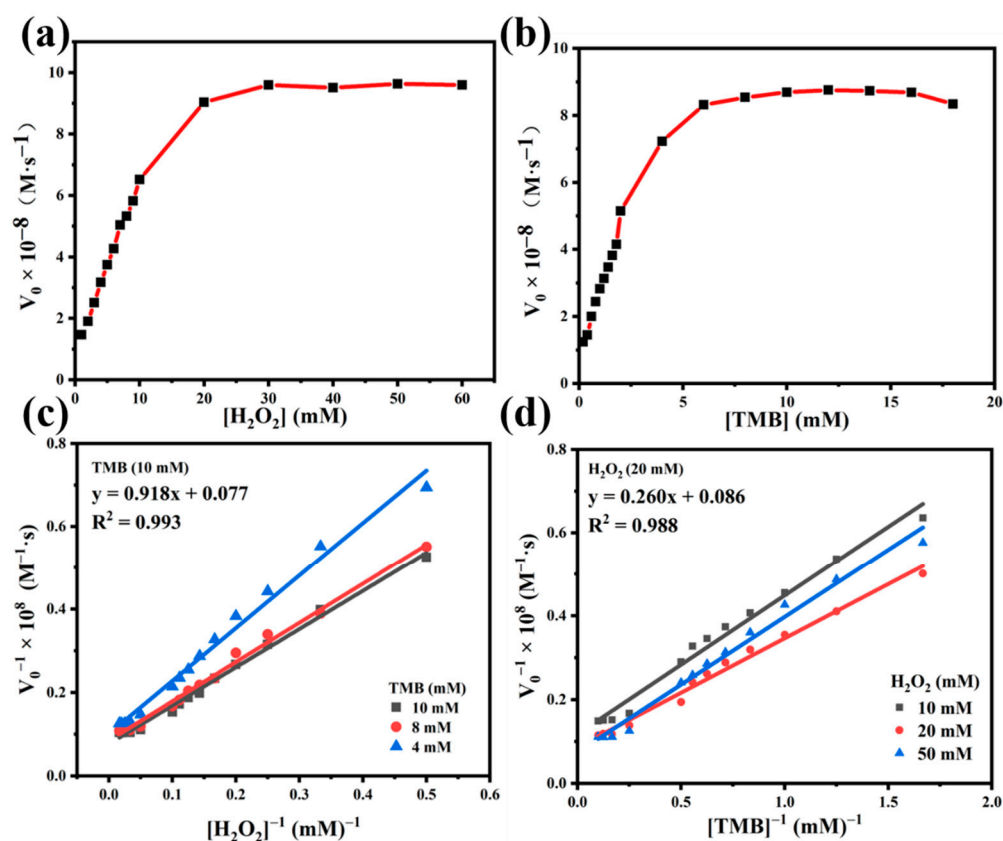 (a)
V₀ × 10⁻⁸ (M·s⁻¹)
10
8
6
4
2
0
0 10 20 30 40 50 60
[H₂O₂] (mM)
(b)
V₀ × 10⁻⁸ (M·s⁻¹)
10
8
6
4
2
0
0 5 10 15 20
[TMB] (mM)
(c)
V₀⁻¹ × 10⁸ (M⁻¹·s)
0.8
0.6
0.4
0.2
0.0
TMB (10 mM)
y = 0.918x + 0.077
R² = 0.993
TMB (mM)
10 mM
8 mM
4 mM
0.0 0.1 0.2 0.3 0.4 0.5 0.6
[H₂O₂]⁻¹ (mM)⁻¹
(d)
V₀⁻¹ × 10⁸ (M⁻¹·s)
0.8
0.6
0.4
0.2
0.0
H₂O₂ (20 mM)
y = 0.260x + 0.086
R² = 0.988
H₂O₂ (mM)
10 mM
20 mM
50 mM
0.0 0.5 1.0 1.5 2.0
[TMB]⁻¹ (mM)⁻¹